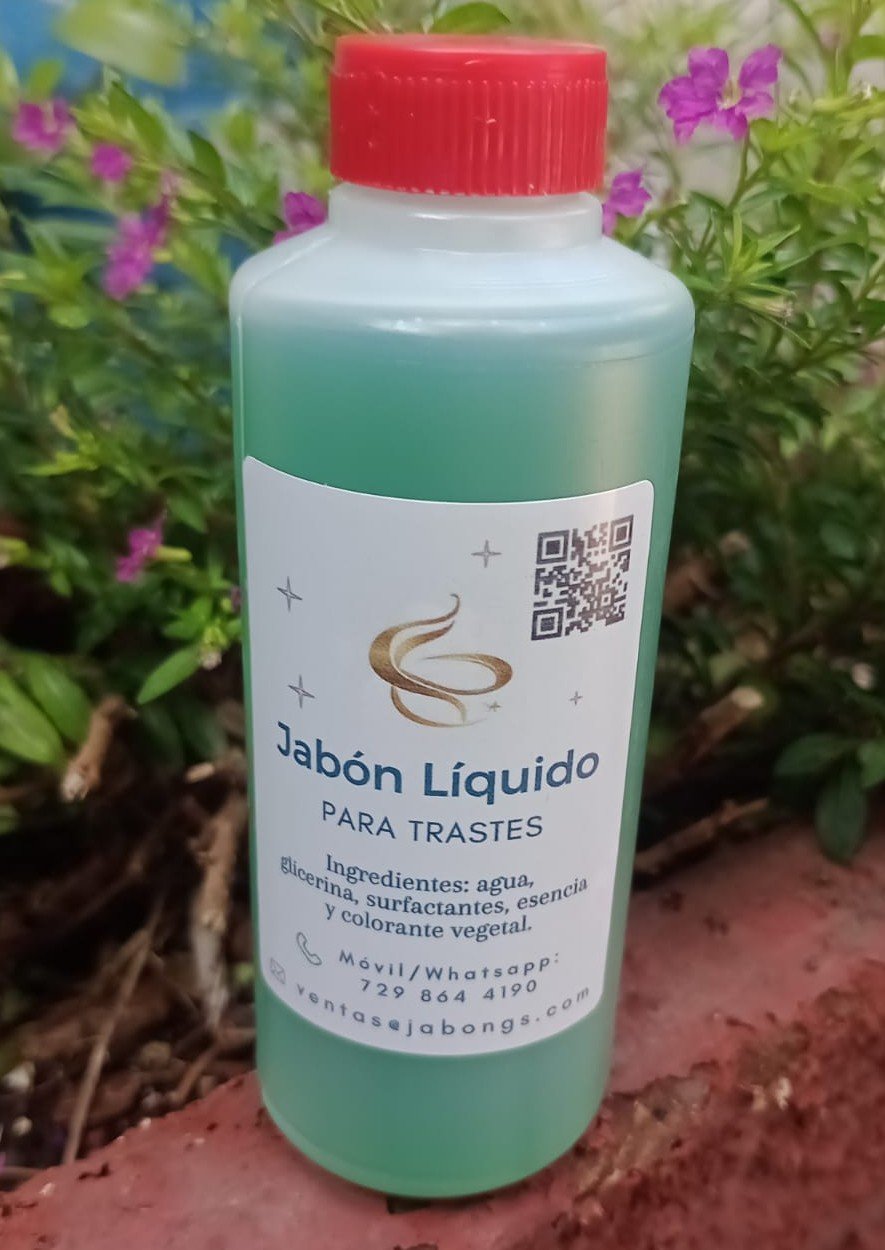 Jabón Líquido
PARA TRASTES
Ingredientes: agua,
glicerina, surfactantes, esencia
y colorante vegetal.
Móvil/Whatsapp:
729 864 4190
ventas@jabongs.com